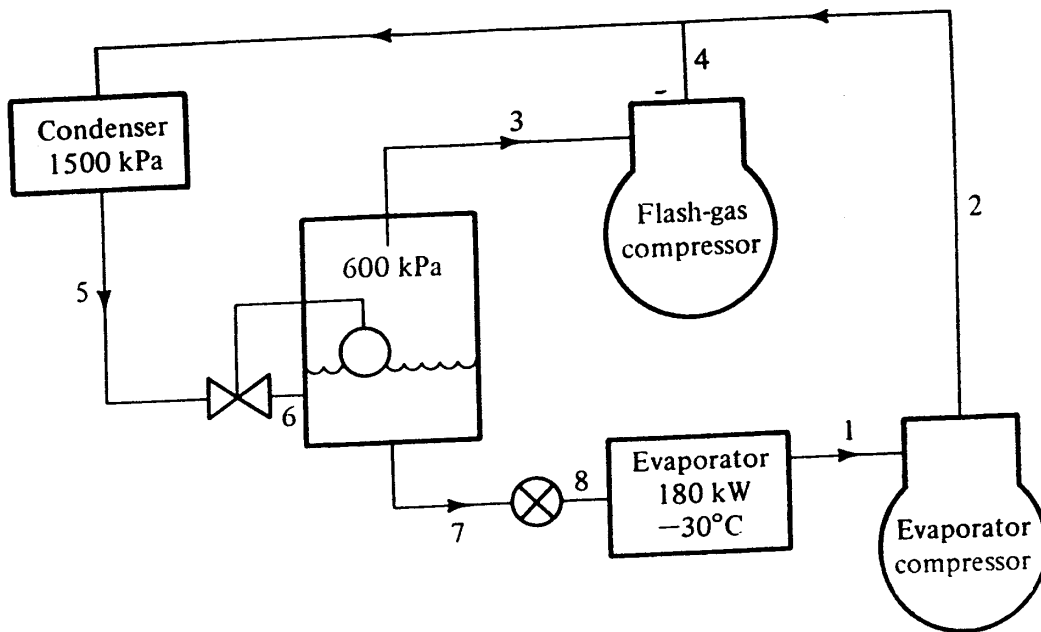 4
Condenser
1500 kPa
3
Flash-gas
compressor
2
600 kPa
5
6
1
Evaporator
180 kW
−30°C
8
7
Evaporator
compressor